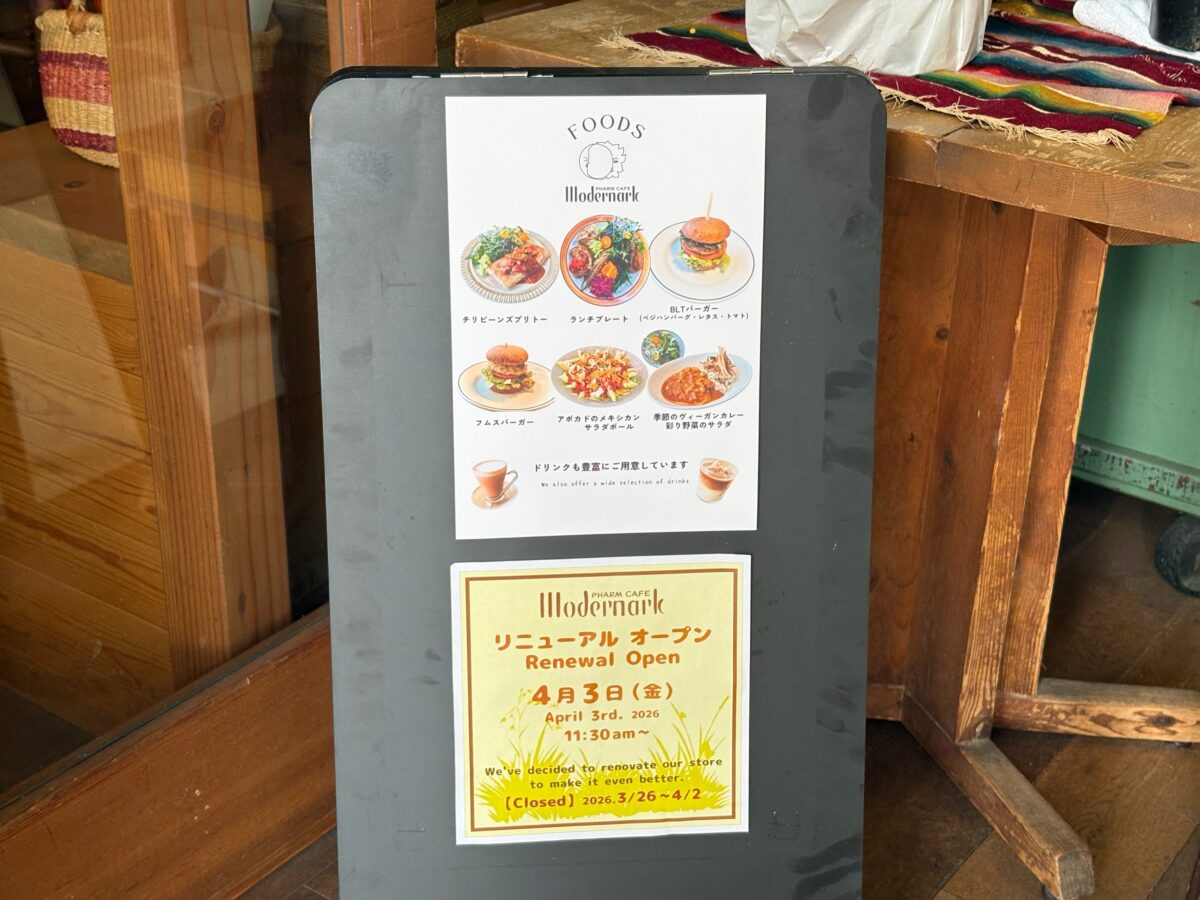 FOODS
PHARM CAFE
Modernark
チリビーンズブリトー
ランチプレート
BLTバーガー
(ベジハンバーグ・レタス・トマト)
フムスバーガー
アボカドのメキシカン
サラダボール
季節のヴィーガンカレー
彩り野菜のサラダ
ドリンクも豊富にご用意しています
We also offer a wide selection of drinks
PHARM CAFE
Modernark
リニューアル オープン
Renewal Open
4月3日(金)
April 3rd. 2026
11:30am~
We've decided to renovate our store
to make it even better.
【Closed】2026.3/26~4/2